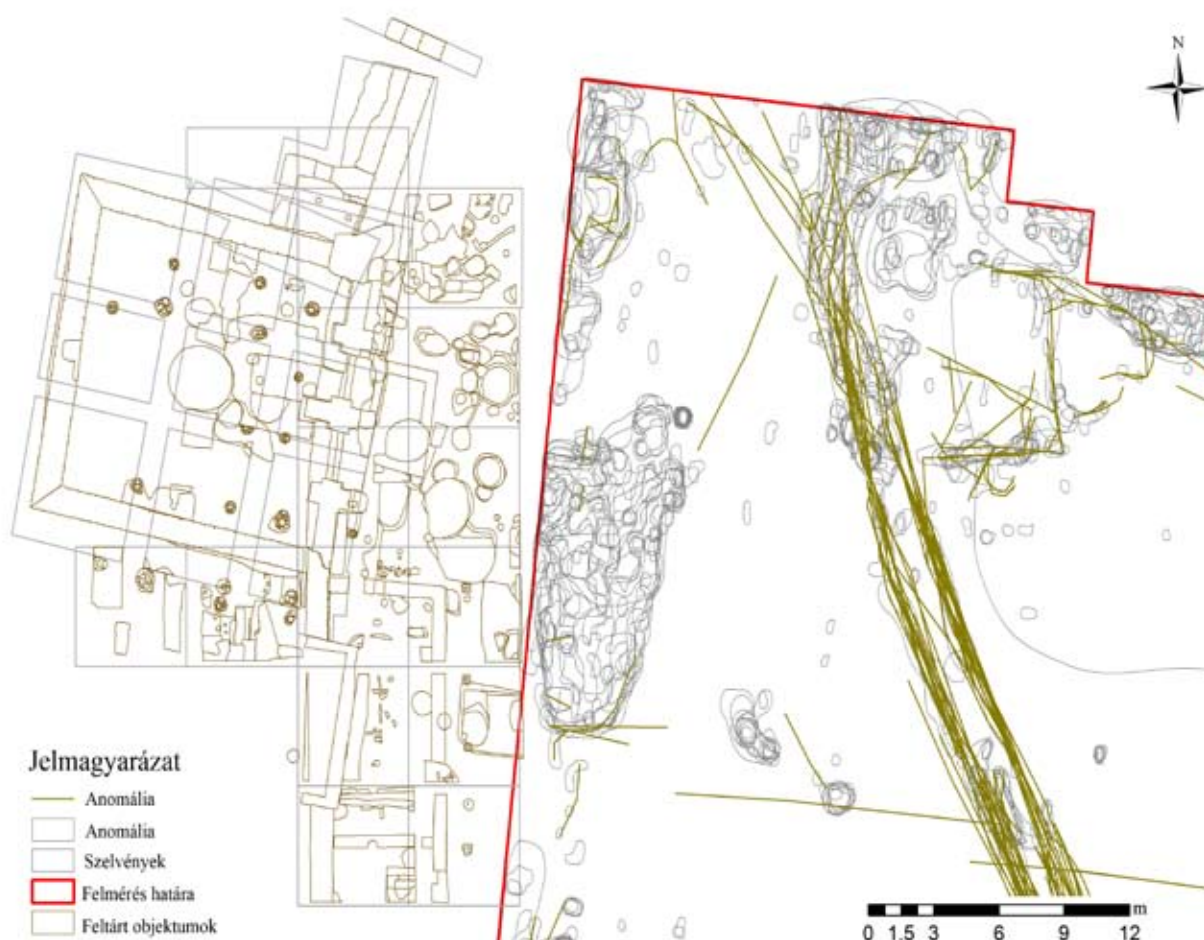 N
Jelmagyarázat
Anomália
Anomália
Szelvények
Felmérés határa
Feltárt objektumok
m
0 1.5 3 6 9 12